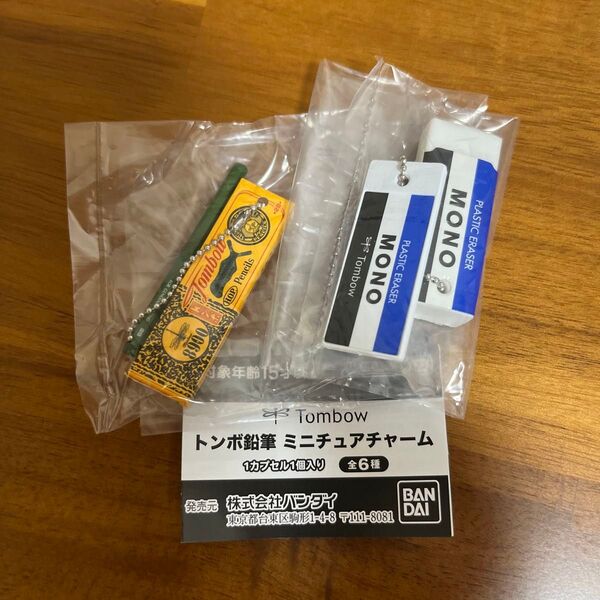 Tombow
Pencils
HOP
8900
MONO
PLASTIC ERASER
Tombow
MONO
PLASTIC ERASER
対象年齢15才
Tombow
トンボ鉛筆 ミニチュアチャーム
1カプセル1個入り 全6種
発売元 株式会社バンダイ
東京都台東区駒形1-4-8 〒111-8081
BAN
DAI